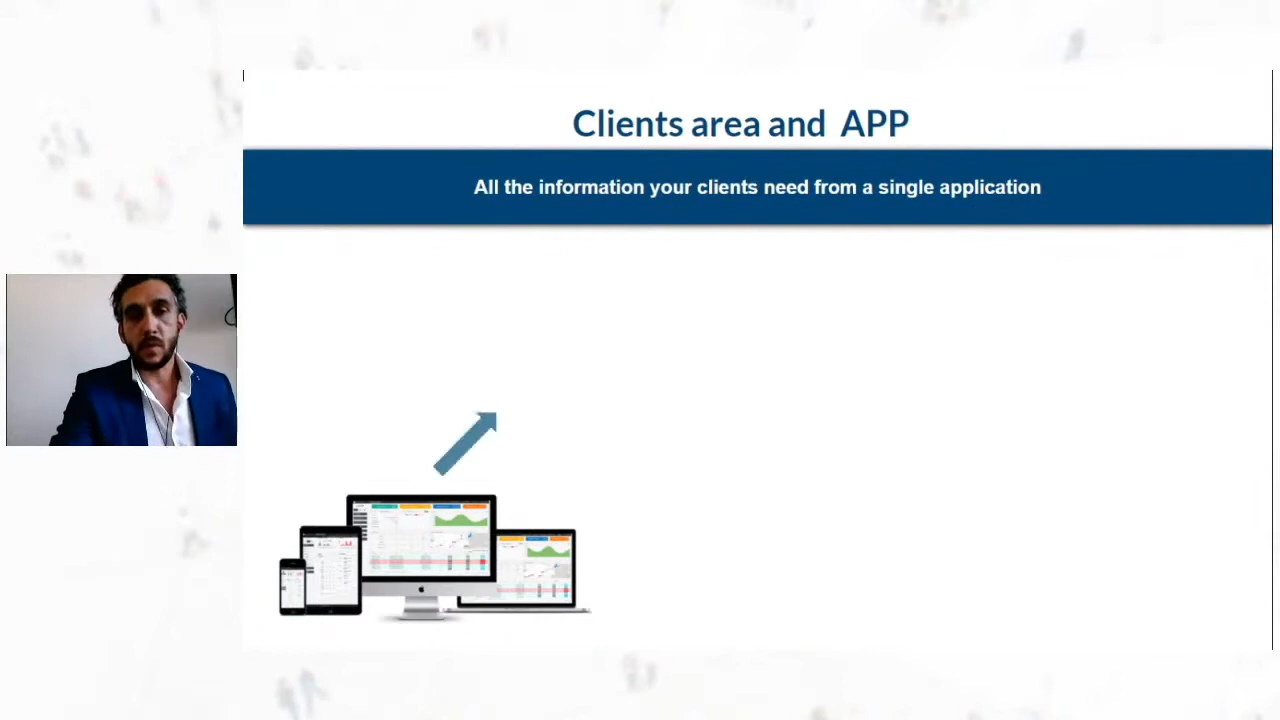 Clients area and APP
All the information your clients need from a single application